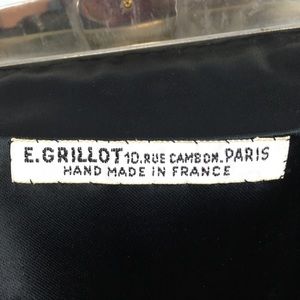 E. GRILLOT 10. RUE CAMBON. PARIS
HAND MADE IN FRANCE